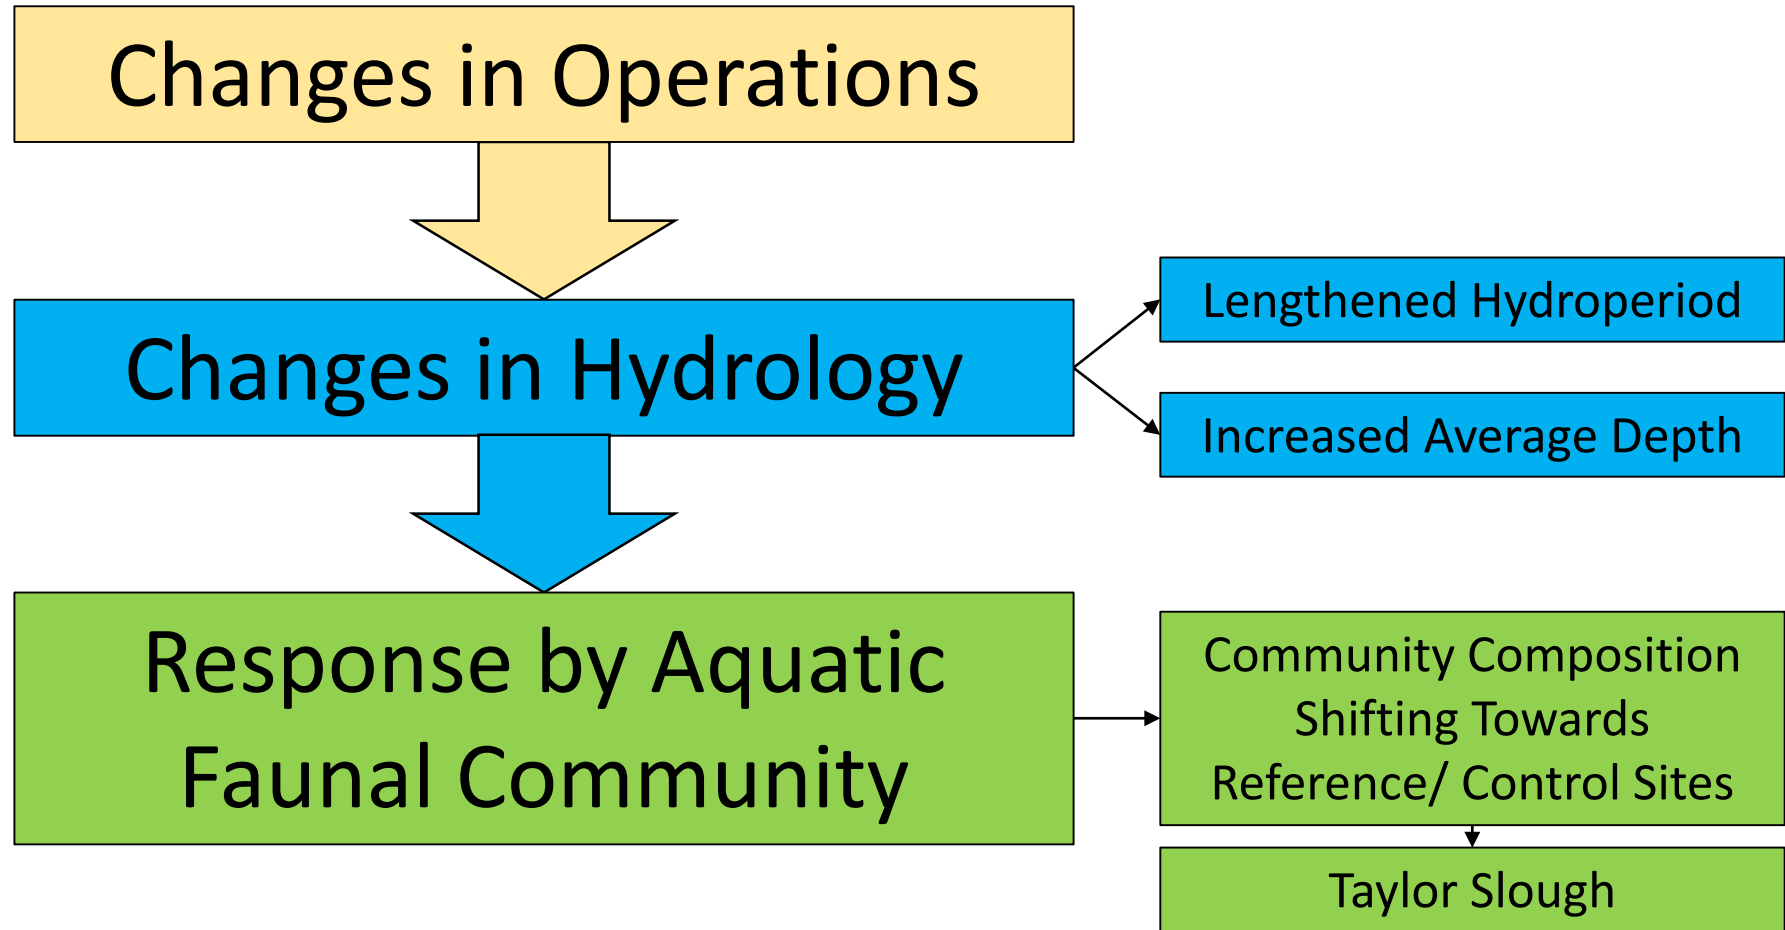 Changes in Operations
Changes in Hydrology
Lengthened Hydroperiod
Increased Average Depth
Response by Aquatic
Faunal Community
Community Composition
Shifting Towards
Reference/ Control Sites
Taylor Slough